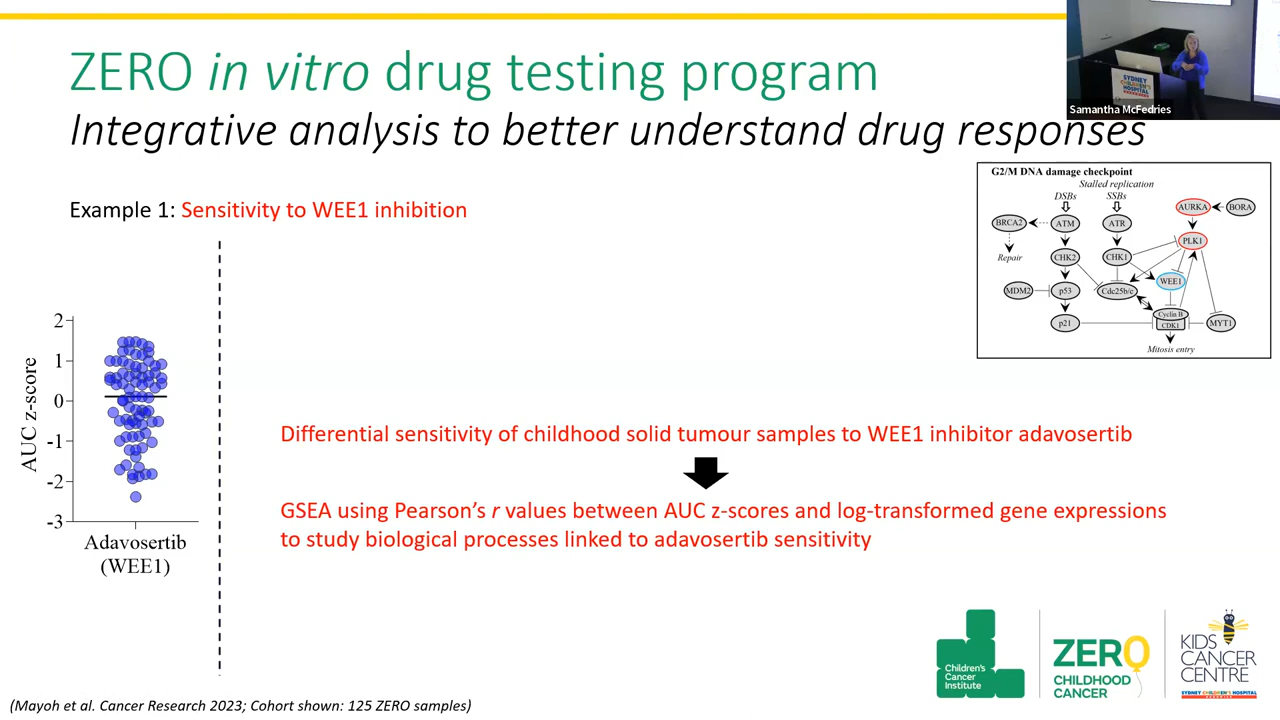 ZERO in vitro drug testing program
Integrative analysis to better understand drug responses
SYDNEY
CHILDREN'S
HOSPITAL
Samantha McFedries
Example 1: Sensitivity to WEE1 inhibition
G2/M DNA damage checkpoint
Stalled replication
DSBs
SSBs
AURKA
BORA
BRCA2
ATM
ATR
PLK1
Repair
CHK2
CHK1
WEE1
MDM2
p53
Cdc25b/c
p21
Cyclin B
CDK1
MYT1
Mitosis entry
AUC z-score
2
1
0
-1
-2
-3
Adavosertib
(WEE1)
Differential sensitivity of childhood solid tumour samples to WEE1 inhibitor adavosertib
GSEA using Pearson's r values between AUC z-scores and log-transformed gene expressions
to study biological processes linked to adavosertib sensitivity
Children's
Cancer
Institute
ZERO
CHILDHOOD
CANCER
KIDS
CANCER
CENTRE
SYDNEY CHILDREN'S HOSPITAL
(Mayoh et al. Cancer Research 2023; Cohort shown: 125 ZERO samples)